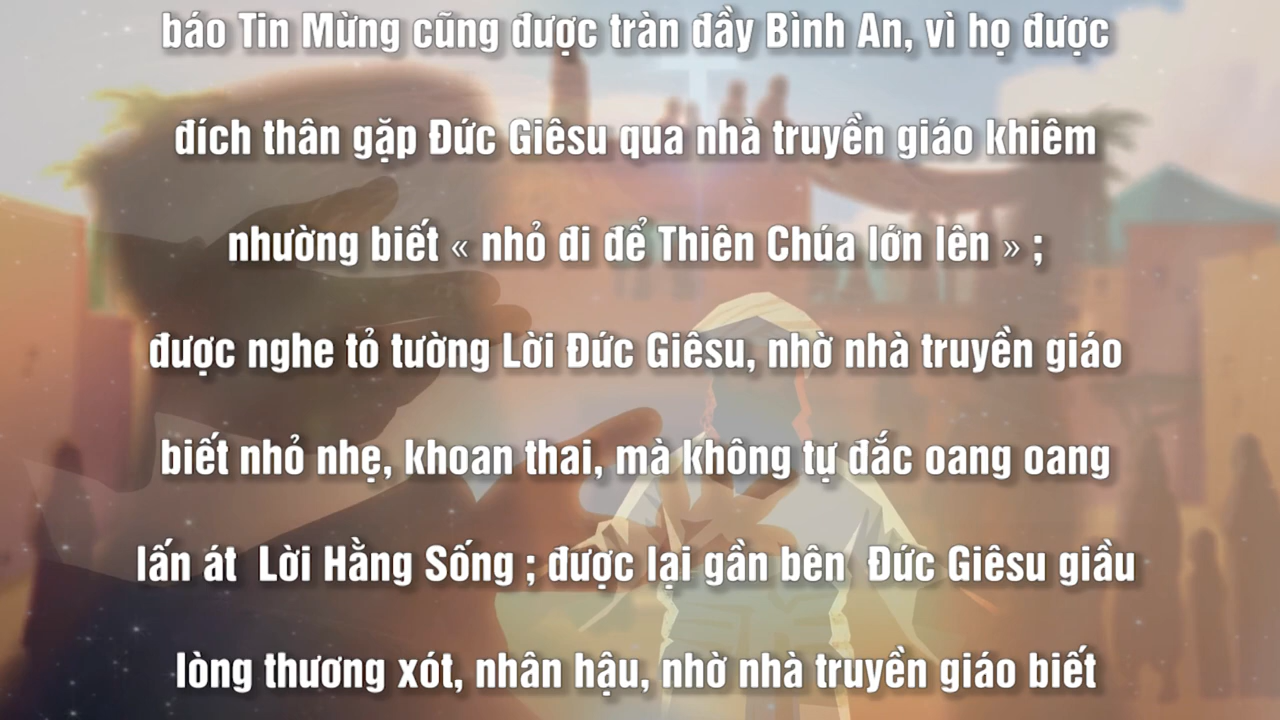 báo Tin Mừng cũng được tràn đầy Bình An, vì họ được
đích thân gặp Đức Giêsu qua nhà truyền giáo khiêm
nhường biết « nhỏ đi để Thiên Chúa lớn lên » ;
được nghe tỏ tường Lời Đức Giêsu, nhờ nhà truyền giáo
biết nhỏ nhẹ, khoan thai, mà không tự đắc oang oang
lấn át  Lời Hằng Sống ; được lại gần bên  Đức Giêsu giầu
lòng thương xót, nhân hậu, nhờ nhà truyền giáo biết